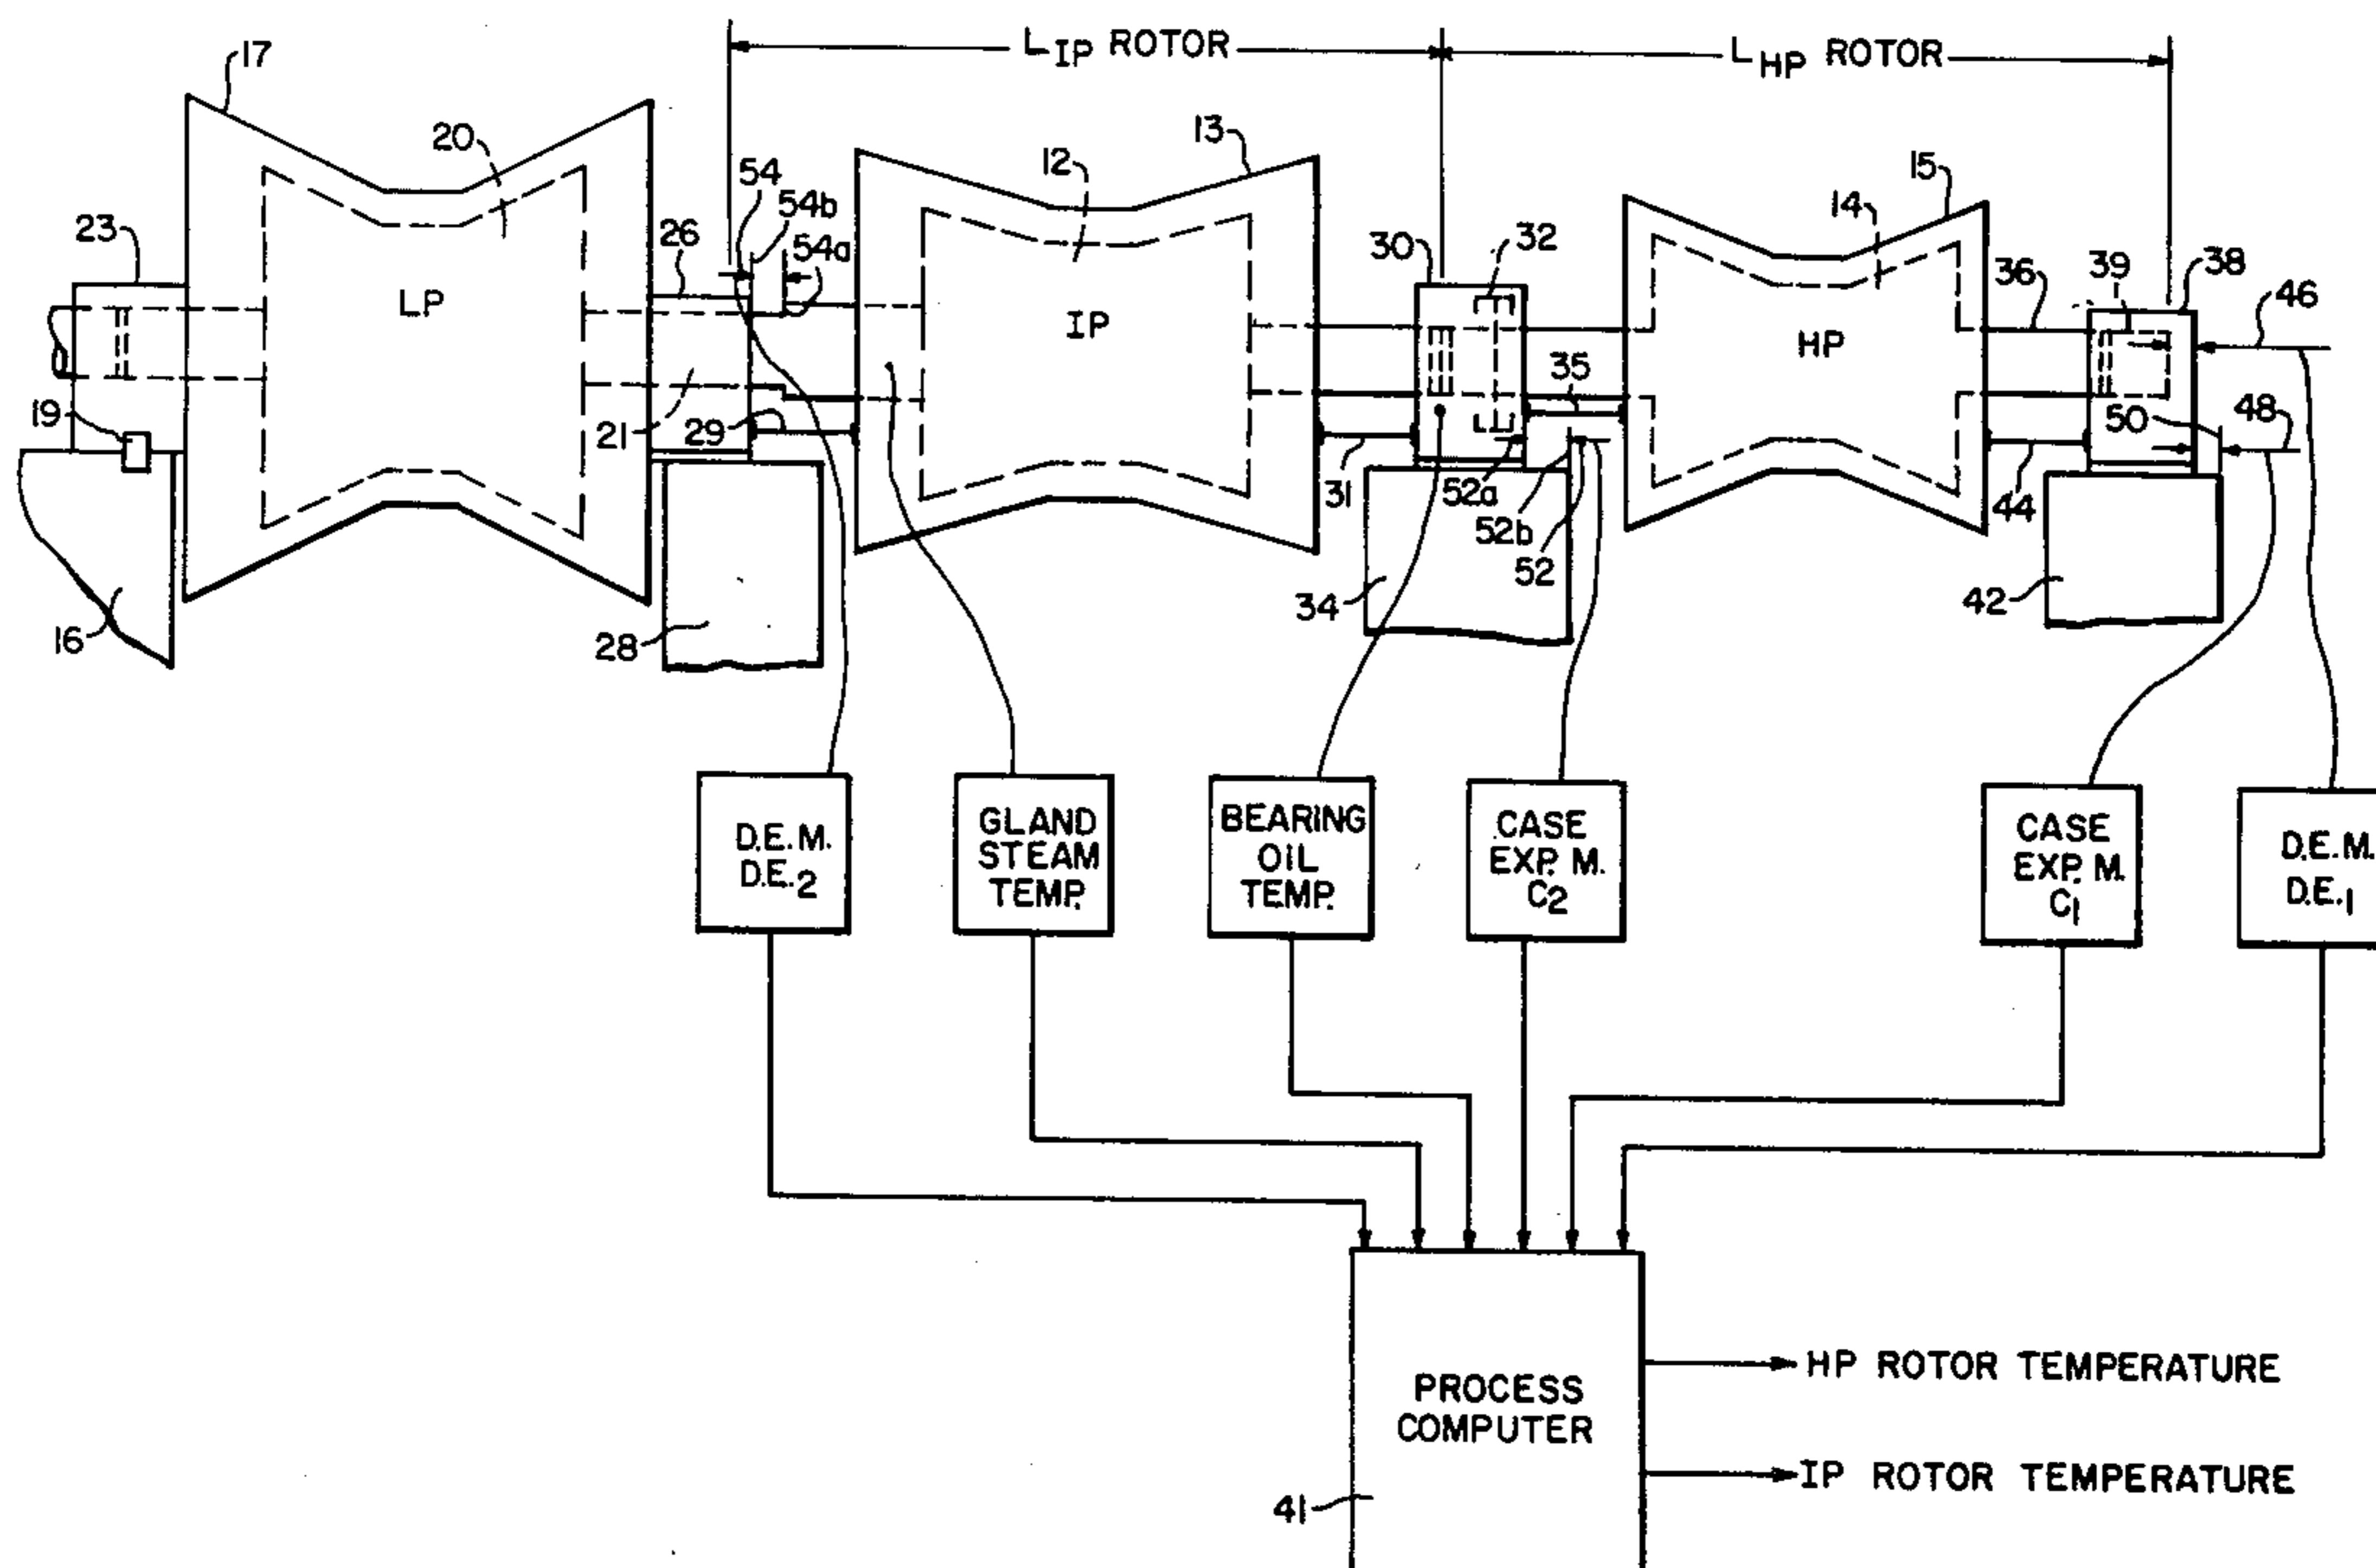 L IP ROTOR
L HP ROTOR
17
20
13
12
15
14
54
54b
54a
23
26
30
32
36
39
38
46
LP
IP
HP
19
21
29
35
50
48
31
52a
52b
52
44
16
28
34
42
D.E.M.
D.E.2
GLAND
STEAM
TEMP.
BEARING
OIL
TEMP.
CASE
EXP. M.
C2
CASE
EXP. M.
C1
D.E.M.
D.E.1
PROCESS
COMPUTER
41
HP ROTOR TEMPERATURE
IP ROTOR TEMPERATURE